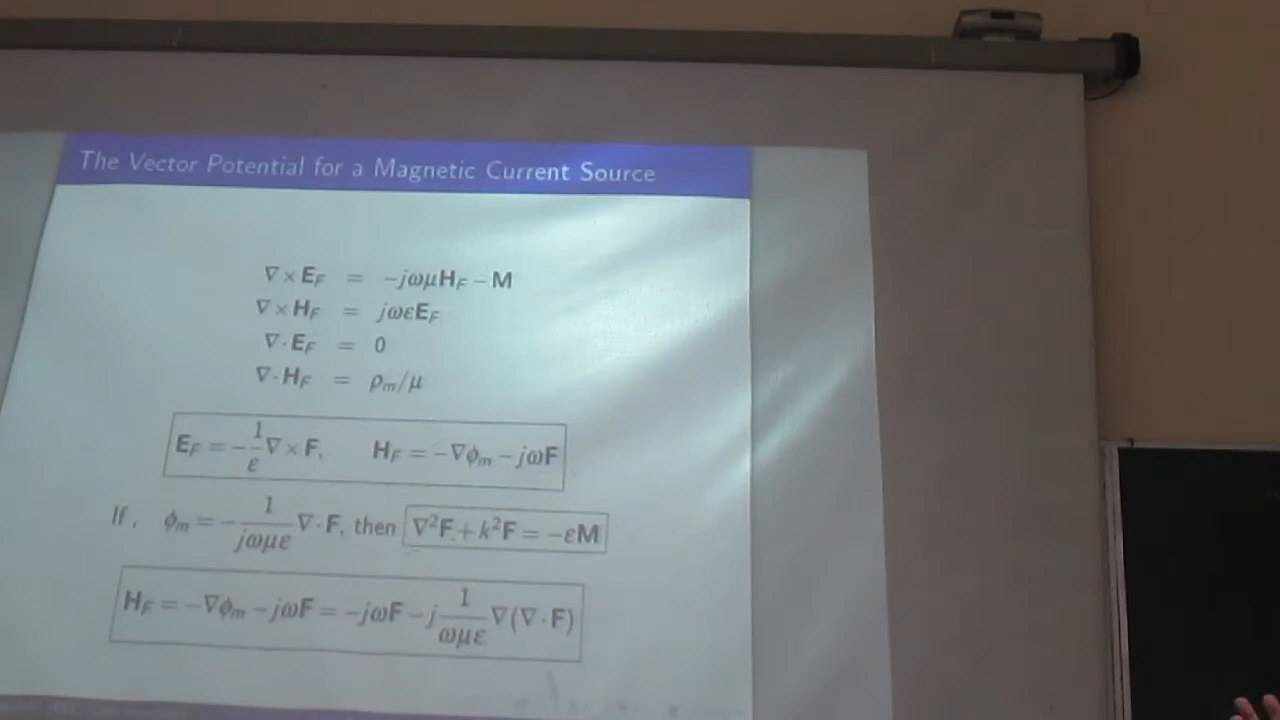 The Vector Potential for a Magnetic Current Source
∇ × E_F = −jωμH_F − M
∇ × H_F = jωεE_F
∇ · E_F = 0
∇ · H_F = ρ_m/μ
E_F = −(1/ε)∇ × F, H_F = −∇ϕ_m − jωF
If, ϕ_m = −(1/(jωμε))∇ · F, then ∇²F + k²F = −εM
H_F = −∇ϕ_m − jωF = −jωF − j(1/(ωμε))∇(∇ · F)